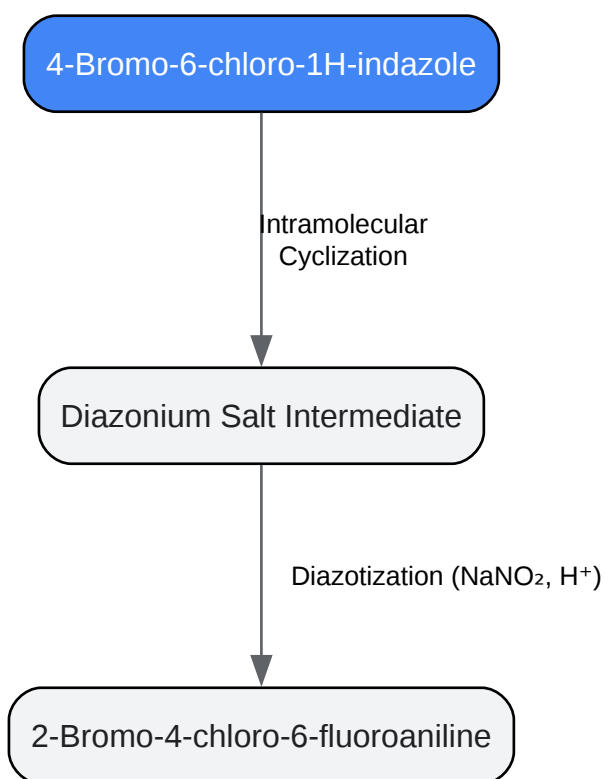 4-Bromo-6-chloro-1H-indazole
Intramolecular
Cyclization
Diazonium Salt Intermediate
Diazotization (NaNO₂, H⁺)
2-Bromo-4-chloro-6-fluoroaniline